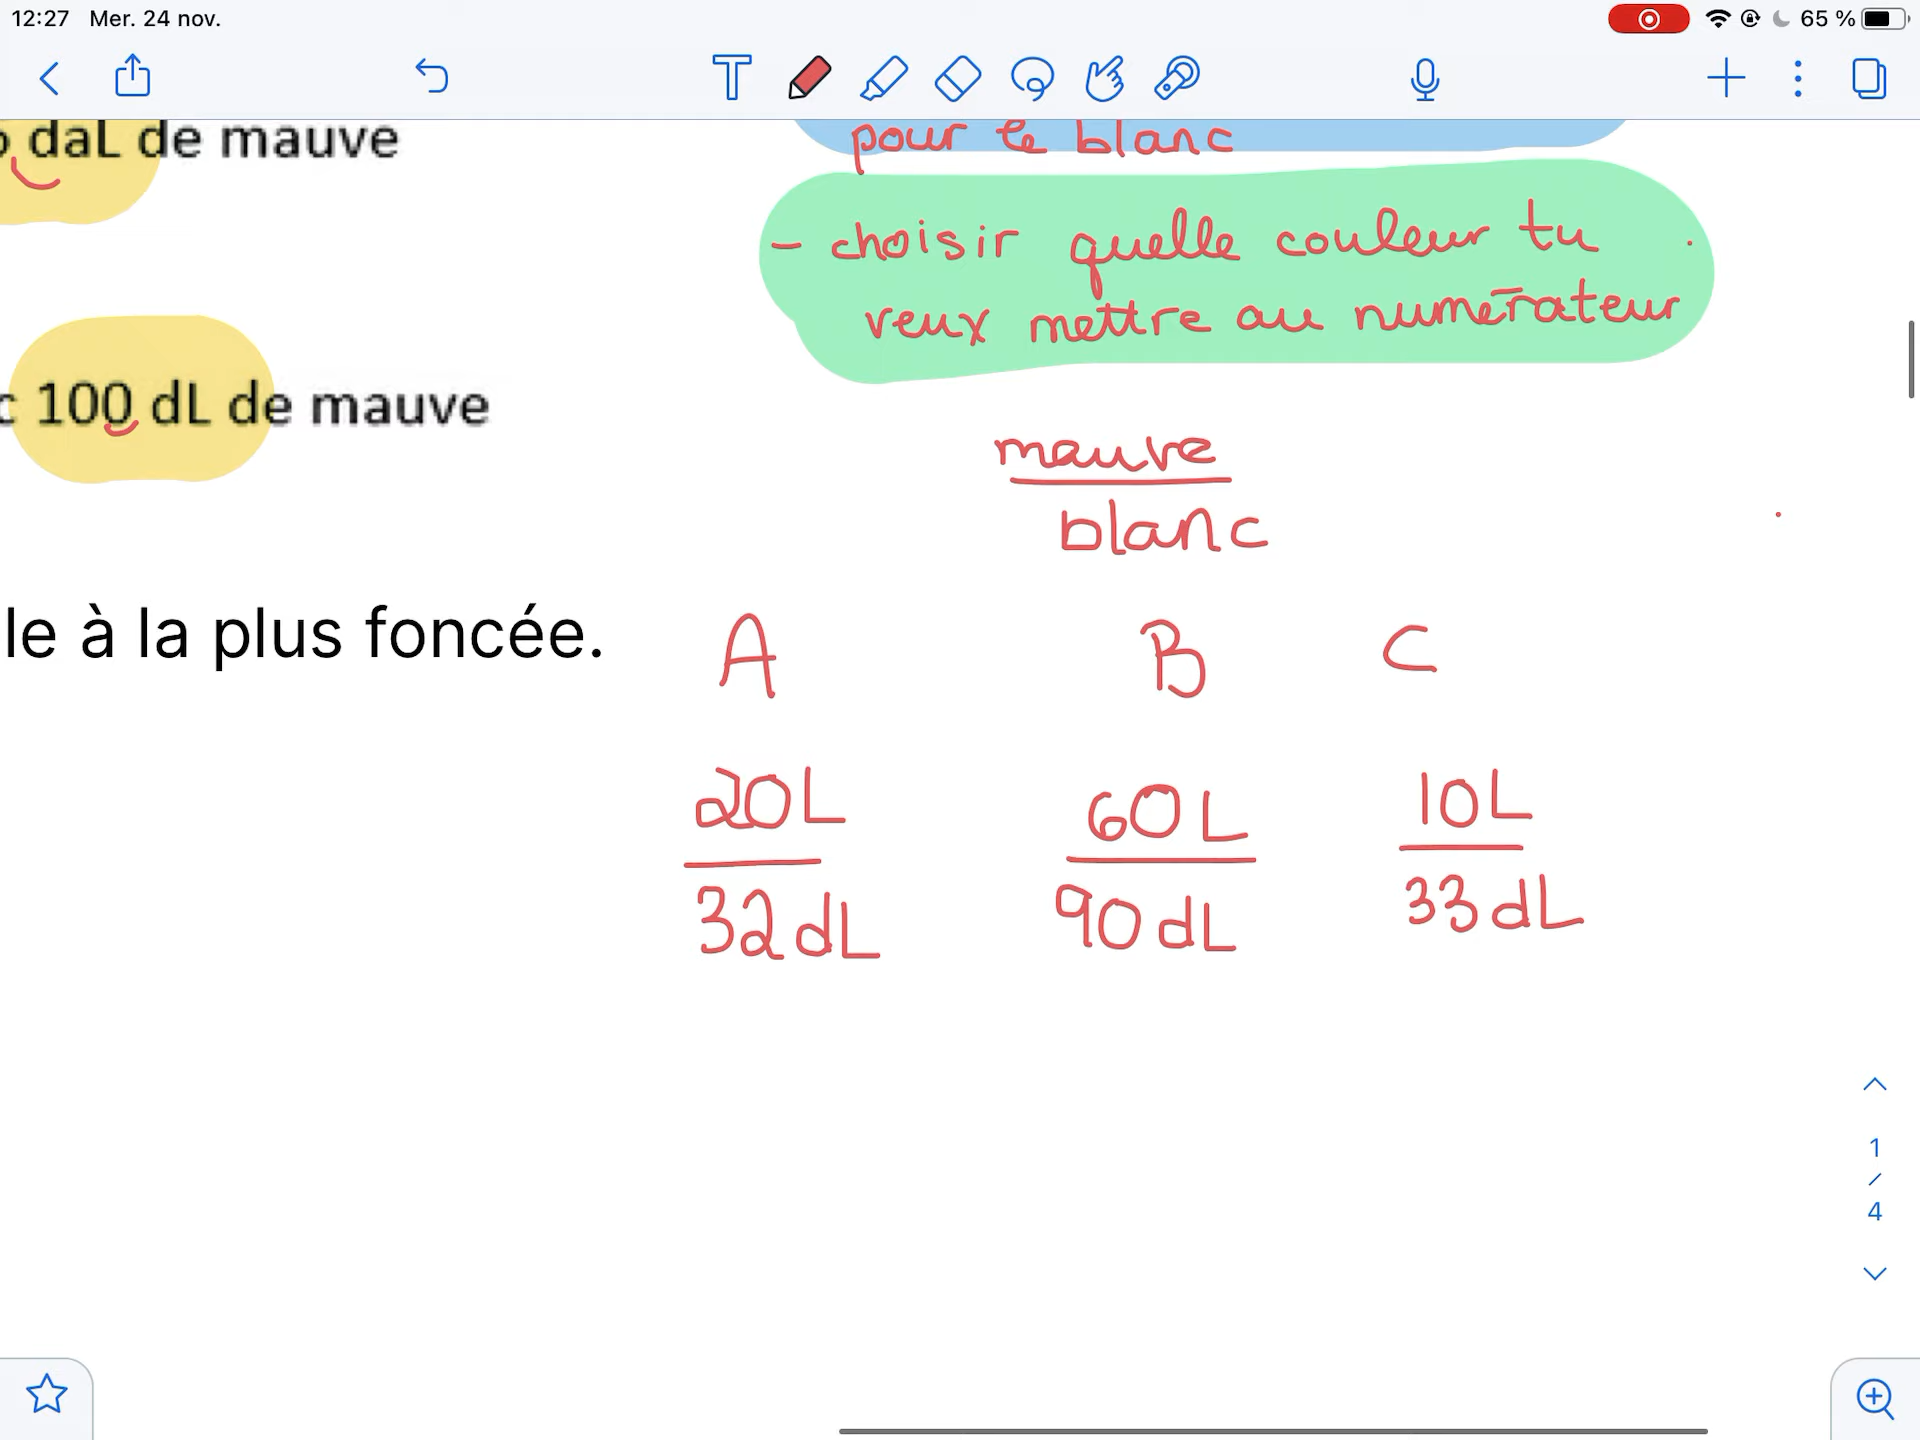 12:27 Mer. 24 nov.
65 %
daL de mauve
pour le blanc
- choisir quelle couleur tu
veux mettre au numérateur
c 100 dL de mauve
mauve
blanc
le à la plus foncée.
A B C
20L 60L 10L
32dL 90dL 33dL
1
/
4